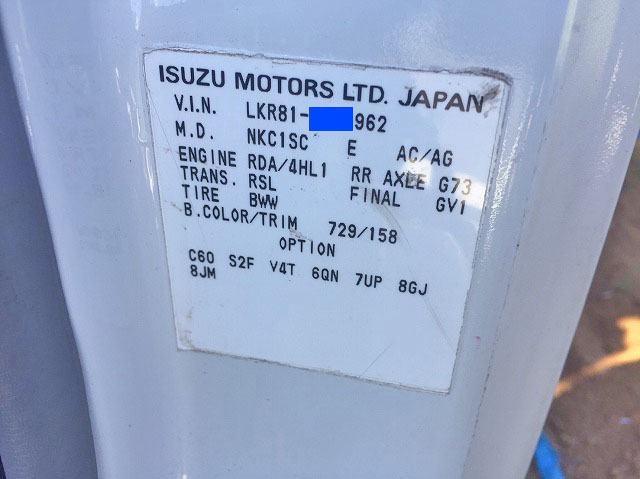 ISUZU MOTORS LTD. JAPAN
V.I.N. LKR81- 962
M.D. NKC1SC E AC/AG
ENGINE RDA/4HL1 RR AXLE G73
TRANS. RSL FINAL GV1
TIRE BWW
B.COLOR/TRIM 729/158
OPTION
C60 S2F V4T 6QN 7UP 8GJ
8JM